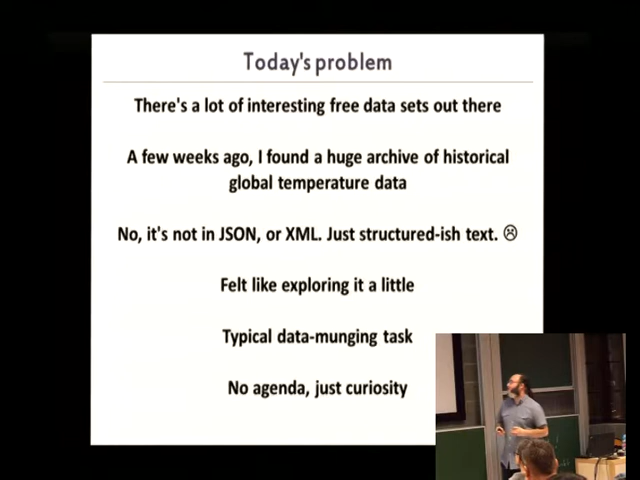 Today's problem
There's a lot of interesting free data sets out there
A few weeks ago, I found a huge archive of historical
global temperature data
No, it's not in JSON, or XML. Just structured-ish text. ☹
Felt like exploring it a little
Typical data-munging task
No agenda, just curiosity